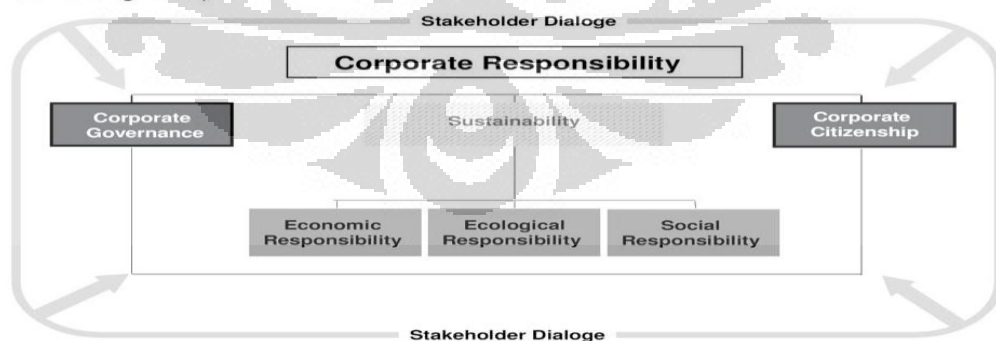 Stakeholder Dialoge
Corporate Responsibility
Corporate
Governance
Sustainability
Corporate
Citizenship
Economic
Responsibility
Ecological
Responsibility
Social
Responsibility
Stakeholder Dialoge